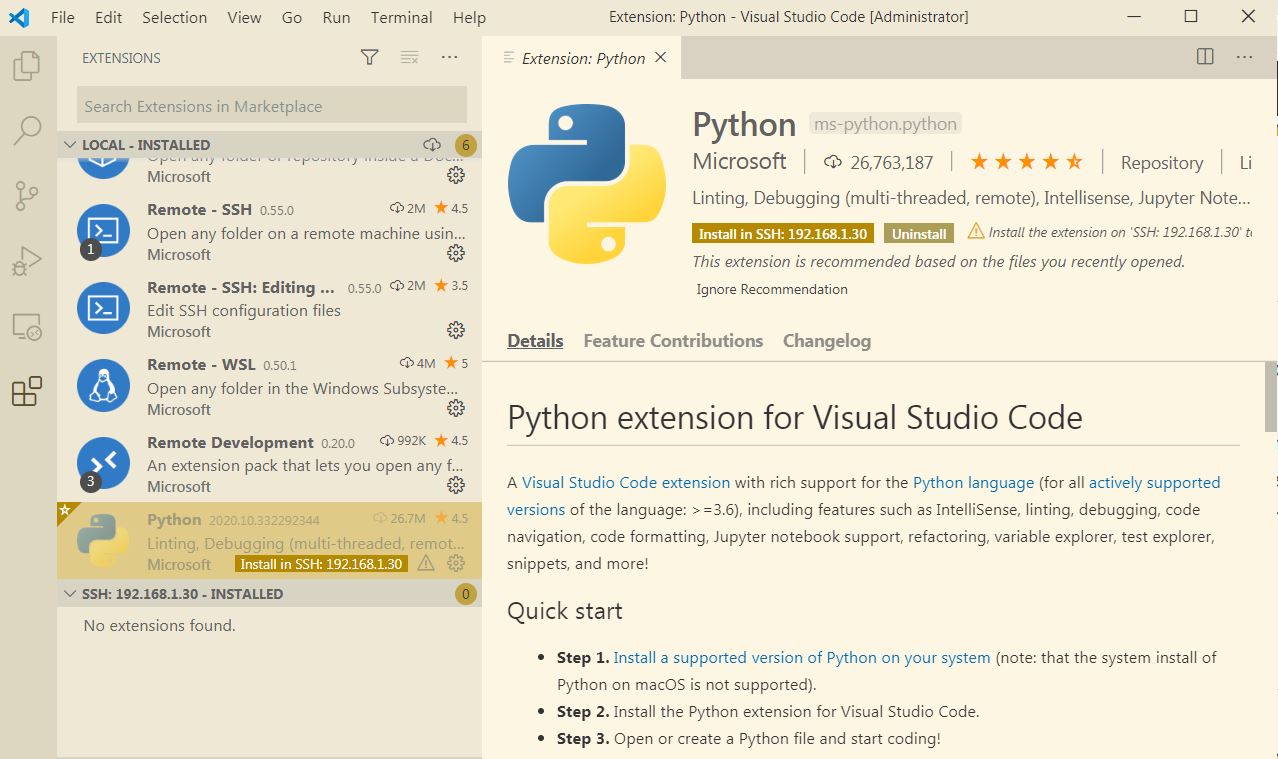 File Edit Selection View Go Run Terminal Help Extension: Python - Visual Studio Code [Administrator]
EXTENSIONS
Search Extensions in Marketplace
LOCAL - INSTALLED 6
Open any folder or repository inside a Doc...
Microsoft
Remote - SSH 0.55.0 2M 4.5
Open any folder on a remote machine usin...
Microsoft
1
Remote - SSH: Editing ... 0.55.0 2M 3.5
Edit SSH configuration files
Microsoft
Remote - WSL 0.50.1 4M 5
Open any folder in the Windows Subsyste...
Microsoft
Remote Development 0.20.0 992K 4.5
An extension pack that lets you open any f...
Microsoft
3
Python 2020.10.332292344 26.7M 4.5
Linting, Debugging (multi-threaded, remot...
Microsoft Install in SSH: 192.168.1.30
SSH: 192.168.1.30 - INSTALLED 0
No extensions found.
Extension: Python
Python ms-python.python
Microsoft 26,763,187 Repository Li
Linting, Debugging (multi-threaded, remote), Intellisense, Jupyter Note...
Install in SSH: 192.168.1.30 Uninstall Install the extension on 'SSH: 192.168.1.30' to
This extension is recommended based on the files you recently opened.
Ignore Recommendation
Details Feature Contributions Changelog
Python extension for Visual Studio Code
A Visual Studio Code extension with rich support for the Python language (for all actively supported
versions of the language: >=3.6), including features such as IntelliSense, linting, debugging, code
navigation, code formatting, Jupyter notebook support, refactoring, variable explorer, test explorer,
snippets, and more!
Quick start
• Step 1. Install a supported version of Python on your system (note: that the system install of
Python on macOS is not supported).
• Step 2. Install the Python extension for Visual Studio Code.
• Step 3. Open or create a Python file and start coding!